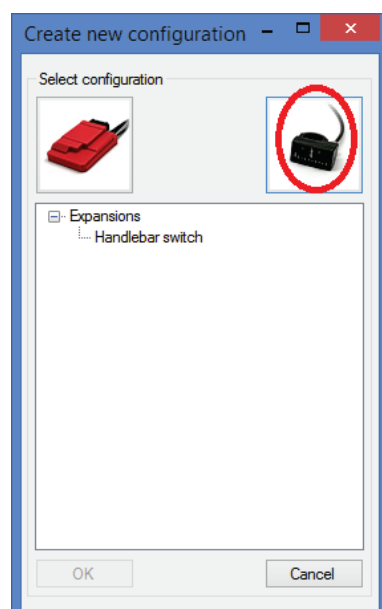 Create new configuration
Select configuration
Expansions
Handlebar switch
OK
Cancel